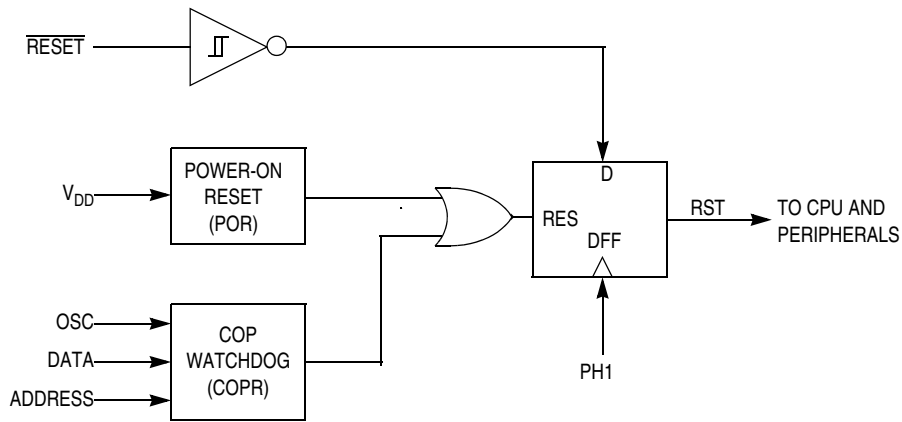 RESET
POWER-ON
RESET
(POR)
V_DD
D
RES
DFF
RST
TO CPU AND
PERIPHERALS
OSC
DATA
ADDRESS
COP
WATCHDOG
(COPR)
PH1